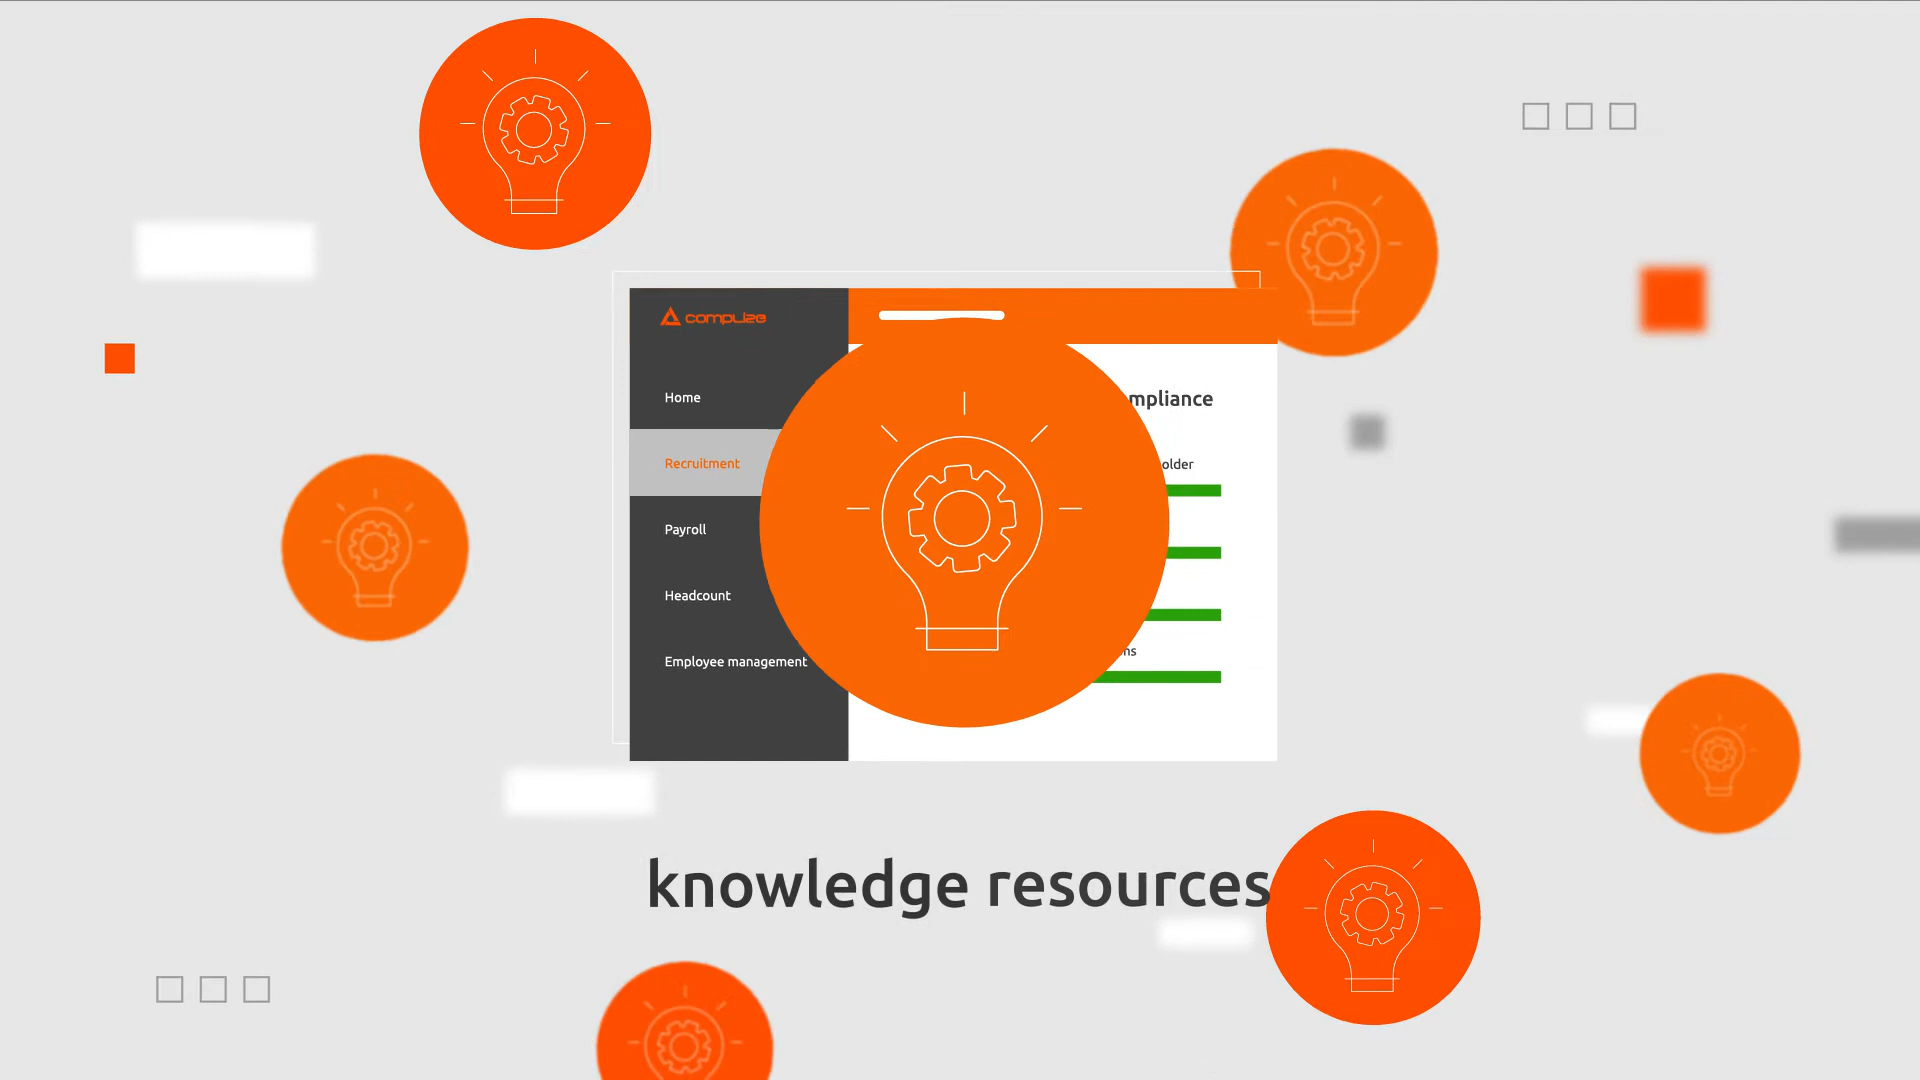 complize
Home
mpliance
Recruitment
older
Payroll
Headcount
ns
Employee management
knowledge resources